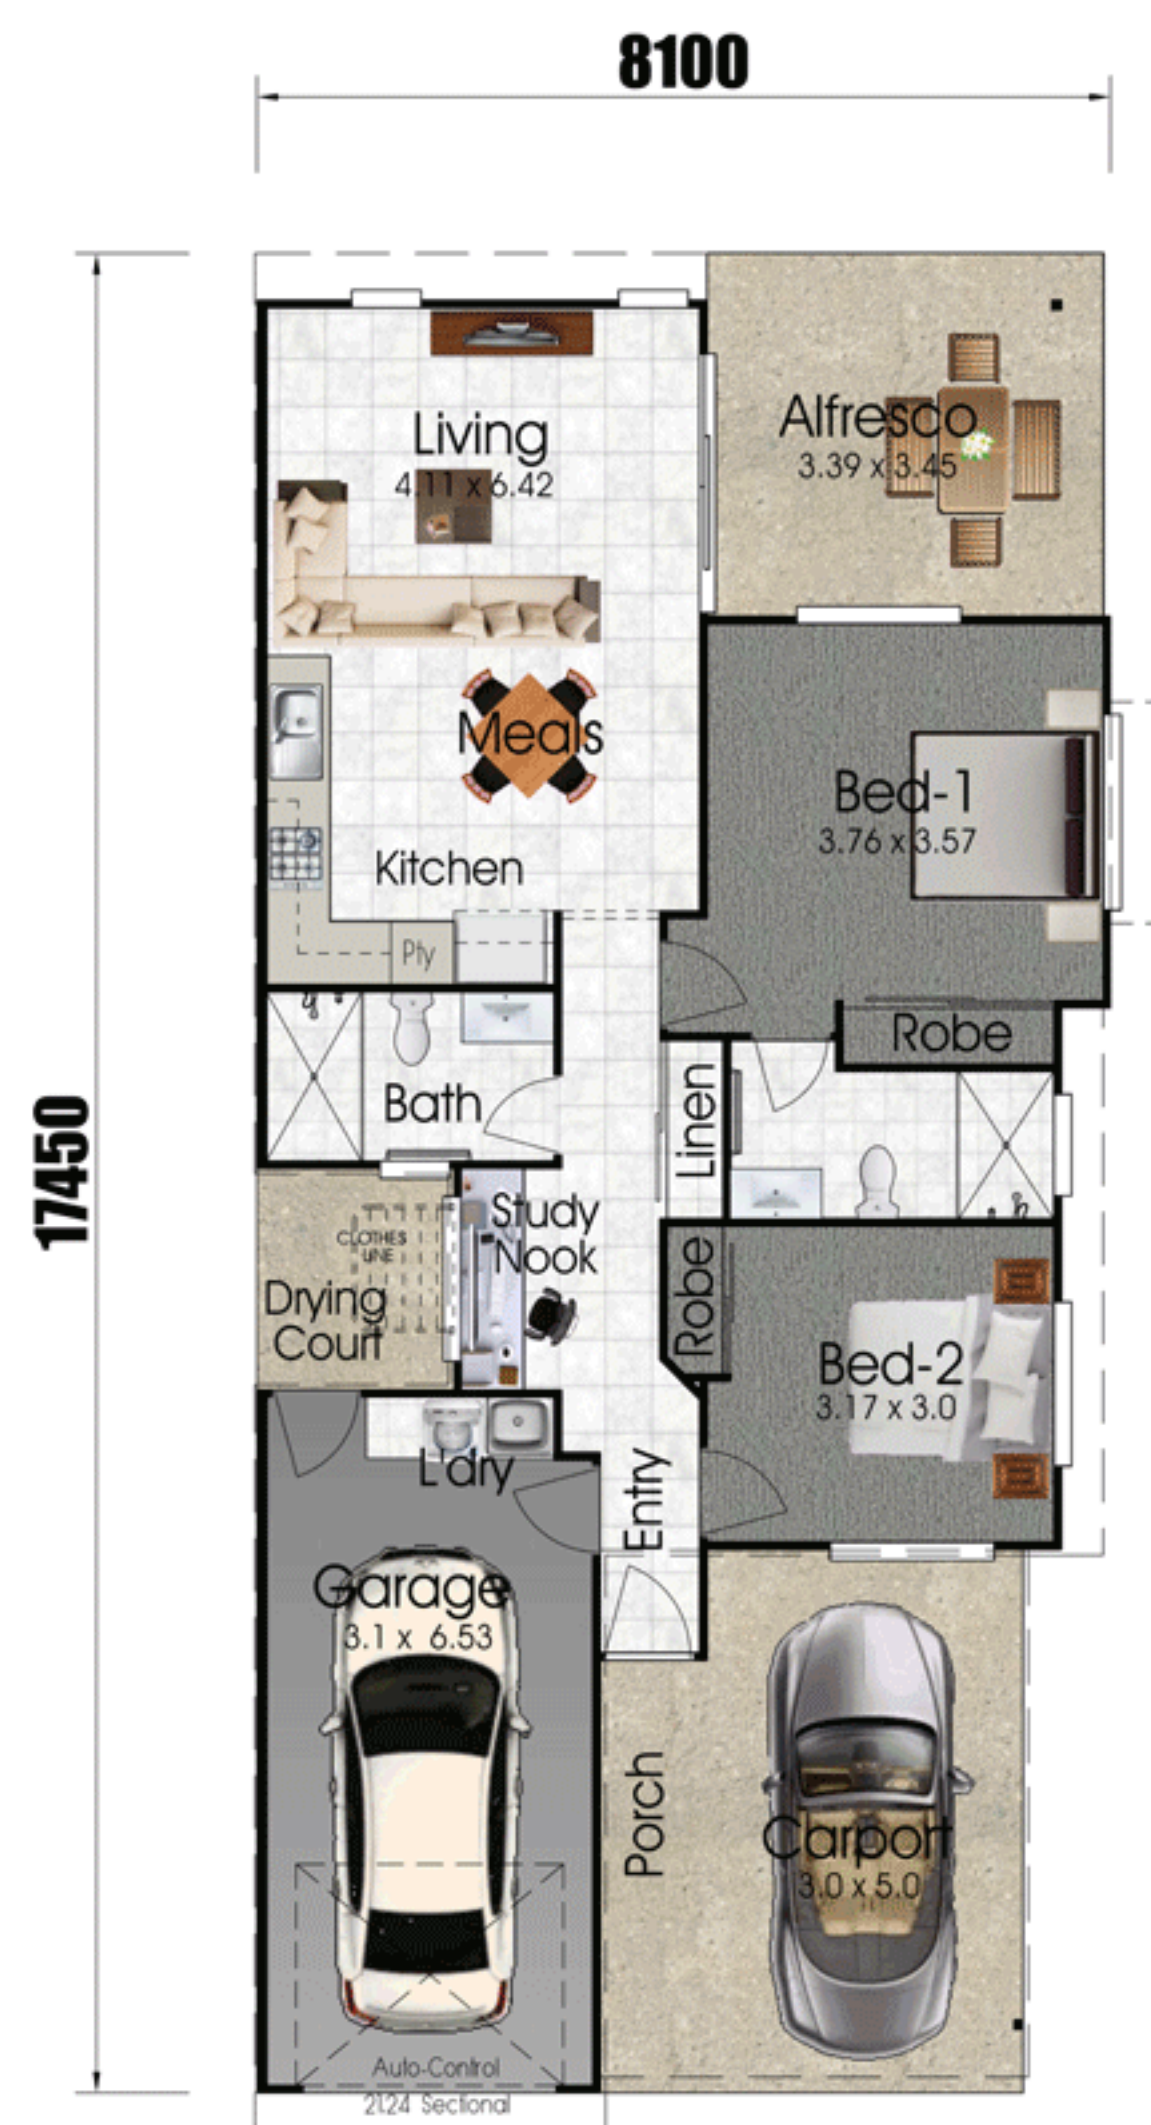 8100
17450
Living
4.11 x 6.42
Alfresco
3.39 x 3.45
Meals
Bed-1
3.76 x 3.57
Kitchen
Pty
Robe
Bath
Linen
Study
Nook
CLOTHES
LINE
Drying
Court
Robe
Bed-2
3.17 x 3.0
L'dry
Entry
Garage
3.1 x 6.53
Porch
Carport
3.0 x 5.0
Auto-Control
2124 Sectional